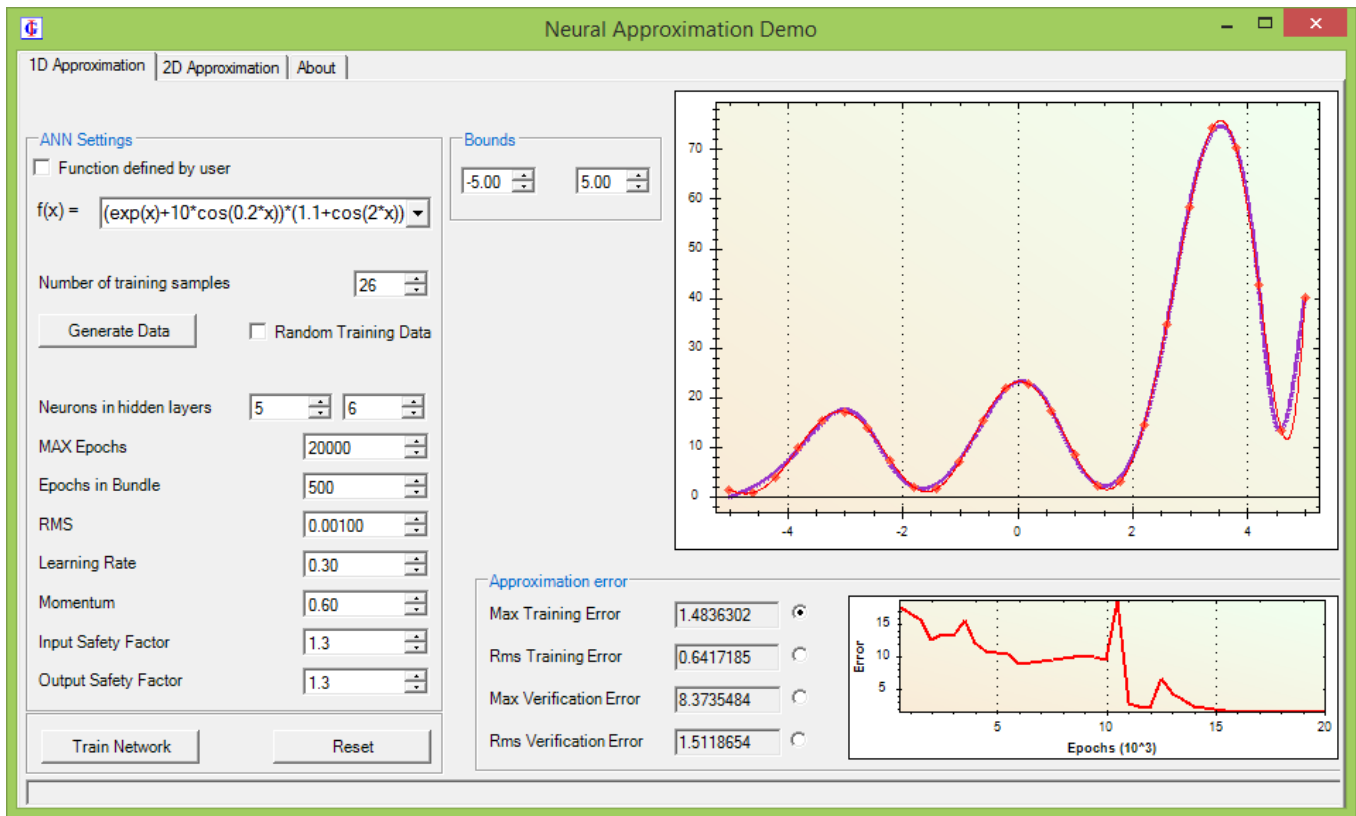 Neural Approximation Demo
1D Approximation 2D Approximation About
ANN Settings
Function defined by user
f(x) = (exp(x)+10*cos(0.2*x))*(1.1+cos(2*x))
Number of training samples 26
Generate Data Random Training Data
Neurons in hidden layers 5 6
MAX Epochs 20000
Epochs in Bundle 500
RMS 0.00100
Learning Rate 0.30
Momentum 0.60
Input Safety Factor 1.3
Output Safety Factor 1.3
Train Network Reset
Bounds
-5.00 5.00
70
60
50
40
30
20
10
0
-4 -2 0 2 4
Approximation error
Max Training Error 1.4836302
Rms Training Error 0.6417185
Max Verification Error 8.3735484
Rms Verification Error 1.5118654
Error
15
10
5
5 10 15 20
Epochs (10^3)